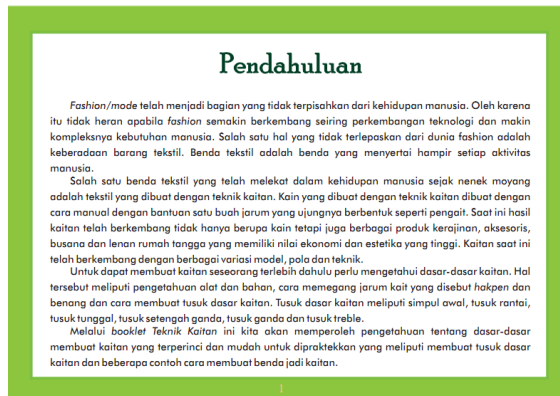 Pendahuluan
Fashion/mode telah menjadi bagian yang tidak terpisahkan dari kehidupan manusia. Oleh karena
itu tidak heran apabila fashion semakin berkembang seiring perkembangan teknologi dan makin
kompleksnya kebutuhan manusia. Salah satu hal yang tidak terlepaskan dari dunia fashion adalah
keberadaan barang tekstil. Benda tekstil adalah benda yang menyertai hampir setiap aktivitas
manusia.
Salah satu benda tekstil yang telah melekat dalam kehidupan manusia sejak nenek moyang
adalah tekstil yang dibuat dengan teknik kaitan. Kain yang dibuat dengan teknik kaitan dibuat dengan
cara manual dengan bantuan satu buah jarum yang ujungnya berbentuk seperti pengait. Saat ini hasil
kaitan telah berkembang tidak hanya berupa kain tetapi juga berbagai produk kerajinan, aksesoris,
busana dan lenan rumah tangga yang memiliki nilai ekonomi dan estetika yang tinggi. Kaitan saat ini
telah berkembang dengan berbagai variasi model, pola dan teknik.
Untuk dapat membuat kaitan seseorang terlebih dahulu perlu mengetahui dasar-dasar kaitan. Hal
tersebut meliputi pengetahuan alat dan bahan, cara memegang jarum kait yang disebut hakpen dan
benang dan cara membuat tusuk dasar kaitan. Tusuk dasar kaitan meliputi simpul awal, tusuk rantai,
tusuk tunggal, tusuk setengah ganda, tusuk ganda dan tusuk treble.
Melalui booklet Teknik Kaitan ini kita akan memperoleh pengetahuan tentang dasar-dasar
membuat kaitan yang terperinci dan mudah untuk dipraktekkan yang meliputi membuat tusuk dasar
kaitan dan beberapa contoh cara membuat benda jadi kaitan.
1